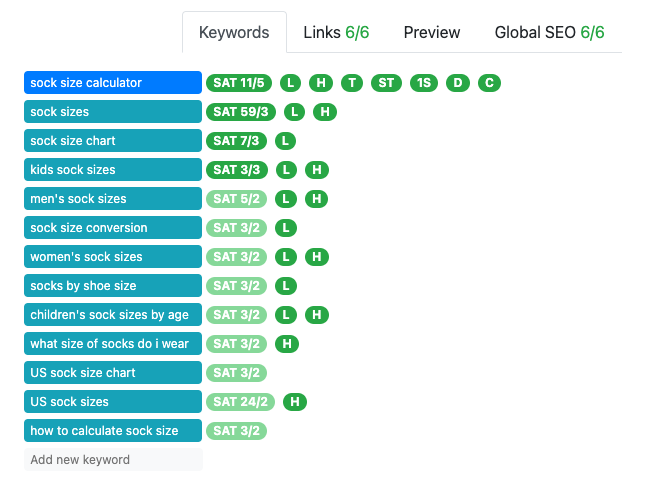 Keywords Links 6/6 Preview Global SEO 6/6
sock size calculator SAT 11/5 L H T ST 1S D C
sock sizes SAT 59/3 L H
sock size chart SAT 7/3 L
kids sock sizes SAT 3/3 L H
men's sock sizes SAT 5/2 L H
sock size conversion SAT 3/2 L
women's sock sizes SAT 3/2 L H
socks by shoe size SAT 3/2 L
children's sock sizes by age SAT 3/2 L H
what size of socks do i wear SAT 3/2 H
US sock size chart SAT 3/2
US sock sizes SAT 24/2 H
how to calculate sock size SAT 3/2
Add new keyword